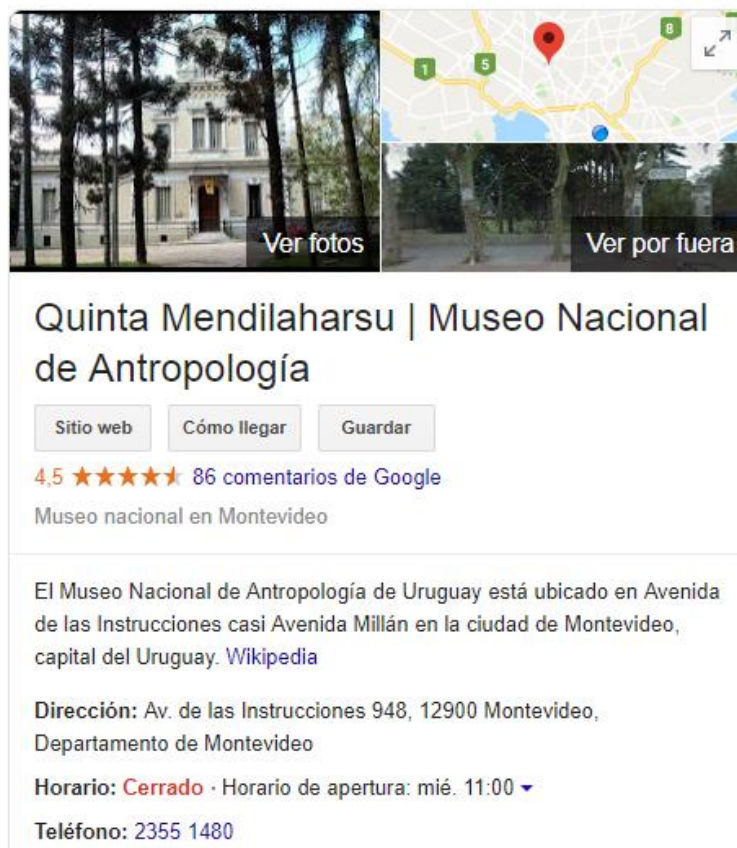 1
5
8
Ver fotos
Ver por fuera
Quinta Mendilaharsu | Museo Nacional
de Antropología
Sitio web
Cómo llegar
Guardar
4,5 86 comentarios de Google
Museo nacional en Montevideo
El Museo Nacional de Antropología de Uruguay está ubicado en Avenida
de las Instrucciones casi Avenida Millán en la ciudad de Montevideo,
capital del Uruguay. Wikipedia
Dirección: Av. de las Instrucciones 948, 12900 Montevideo,
Departamento de Montevideo
Horario: Cerrado · Horario de apertura: mié. 11:00
Teléfono: 2355 1480